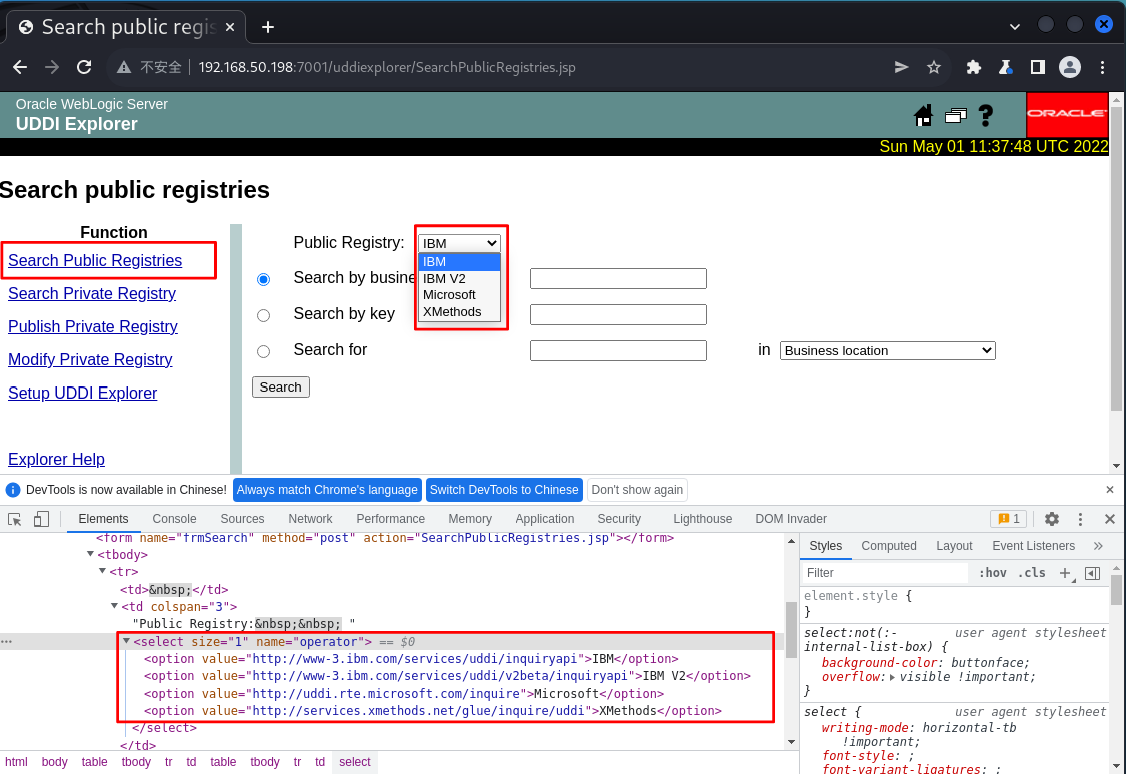 Search public regis
不安全
192.168.50.198:7001/uddiexplorer/SearchPublicRegistries.jsp
Oracle WebLogic Server
UDDI Explorer
ORACLE
Sun May 01 11:37:48 UTC 2022
Search public registries
Function
Search Public Registries
Search Private Registry
Publish Private Registry
Modify Private Registry
Setup UDDI Explorer
Explorer Help
Public Registry: IBM
IBM
IBM V2
Microsoft
XMethods
Search by busine
Search by key
Search for
in Business location
Search
DevTools is now available in Chinese! Always match Chrome's language Switch DevTools to Chinese Don't show again
Elements Console Sources Network Performance Memory Application Security Lighthouse DOM Invader 1
<form name="frmSearch" method="post" action="SearchPublicRegistries.jsp"></form>
<tbody>
<tr>
<td>&nbsp;</td>
<td colspan="3">
"Public Registry:&nbsp;&nbsp; "
<select size="1" name="operator"> == $0
<option value="http://www-3.ibm.com/services/uddi/inquiryapi">IBM</option>
<option value="http://www-3.ibm.com/services/uddi/v2beta/inquiryapi">IBM V2</option>
<option value="http://uddi.rte.microsoft.com/inquire">Microsoft</option>
<option value="http://services.xmethods.net/glue/inquire/uddi">XMethods</option>
</select>
</td>
html body table tbody tr td table tbody tr td select
Styles Computed Layout Event Listeners
Filter :hov .cls
element.style {
}
select:not(:- user agent stylesheet
internal-list-box) {
background-color: buttonface;
overflow: visible !important;
}
select { user agent stylesheet
writing-mode: horizontal-tb
!important;
font-style: ;
font-variant-ligatures: ;